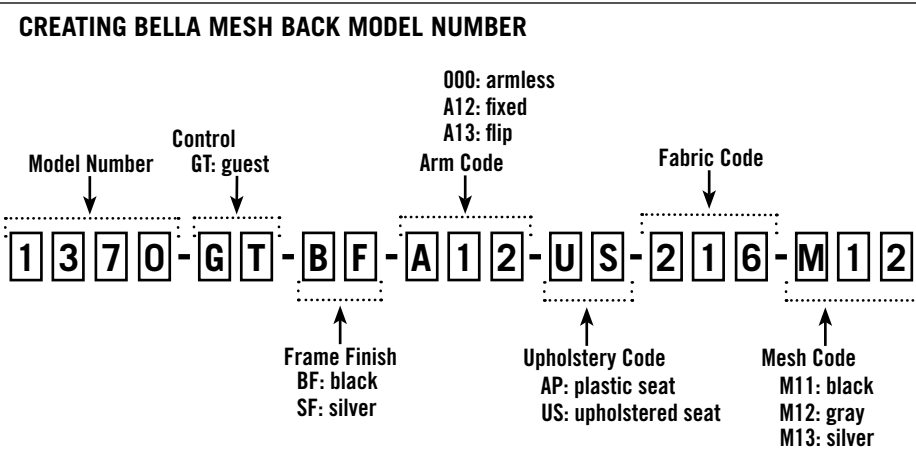 CREATING BELLA MESH BACK MODEL NUMBER
000: armless
A12: fixed
A13: flip
Arm Code
Control
GT: guest
Model Number
Fabric Code
1370-GT-BF-A12-US-216-M12
Frame Finish
BF: black
SF: silver
Upholstery Code
AP: plastic seat
US: upholstered seat
Mesh Code
M11: black
M12: gray
M13: silver